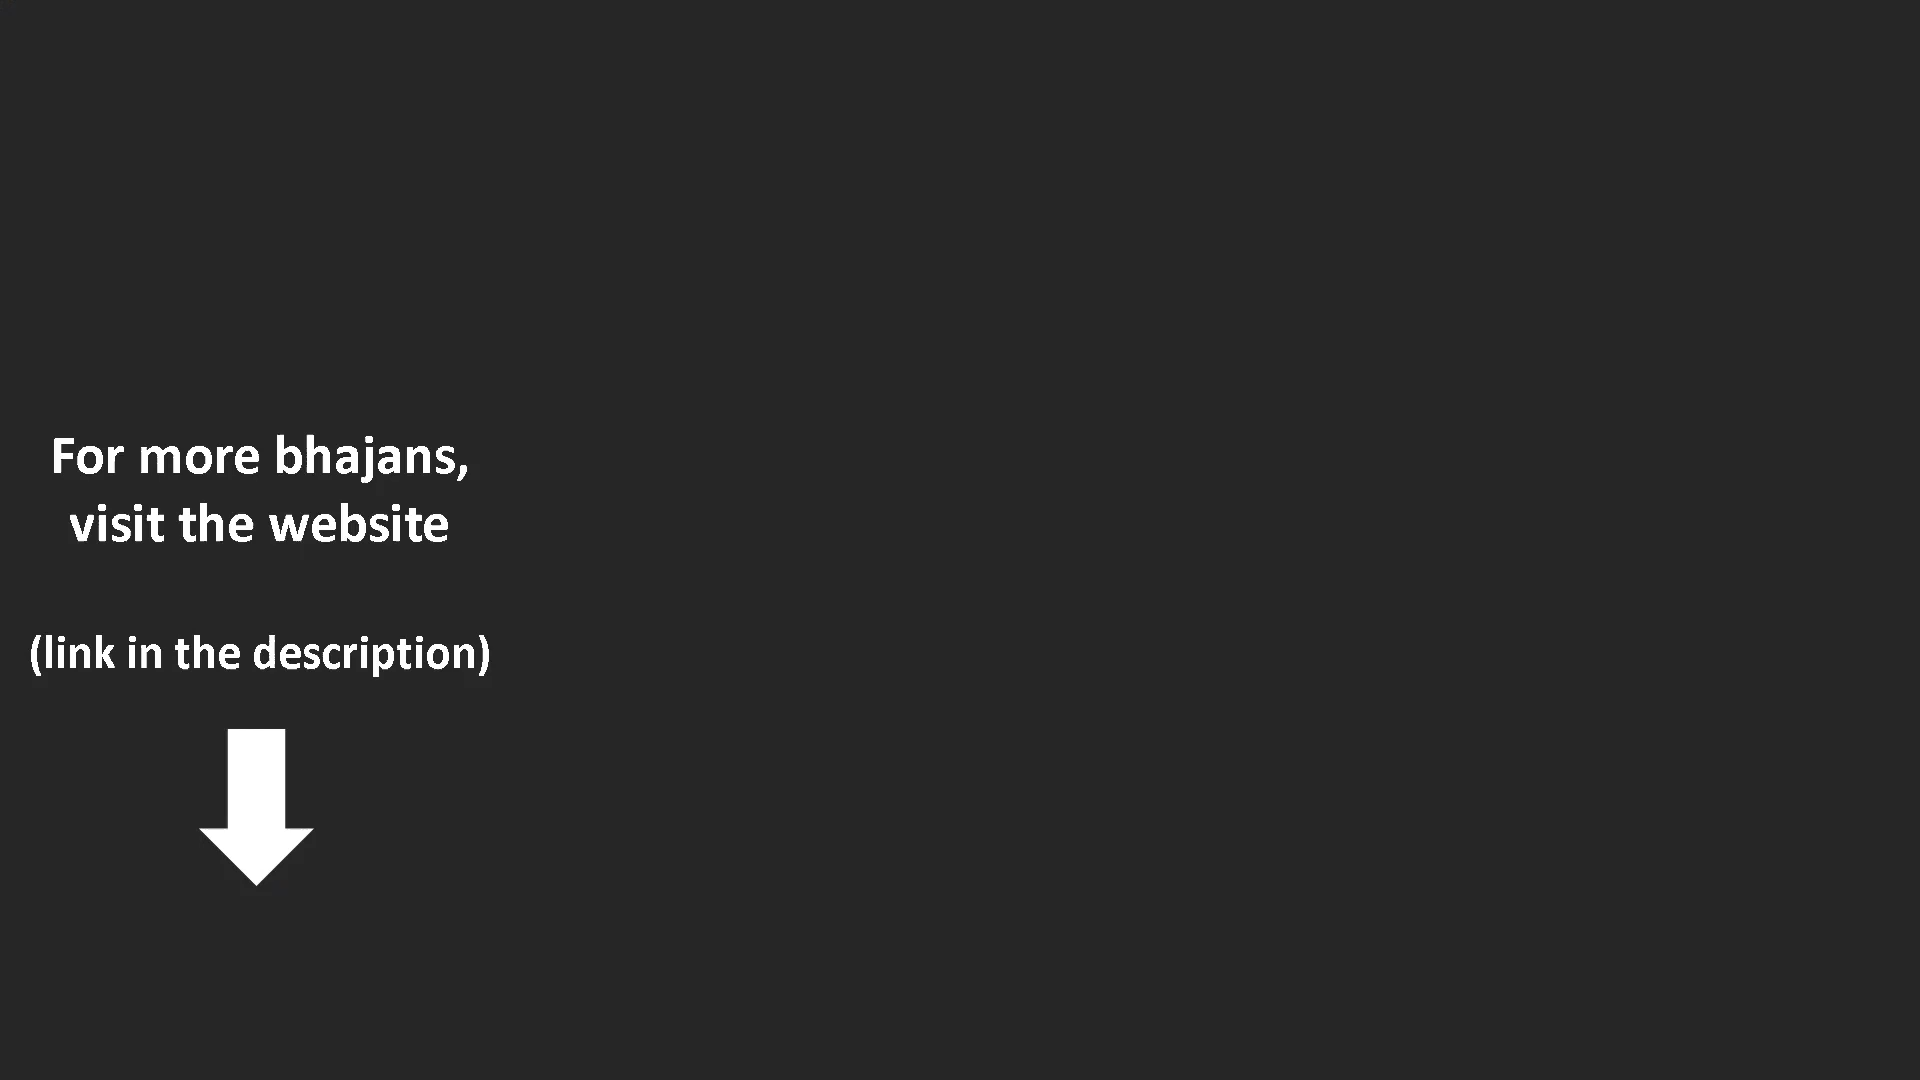 For more bhajans,
visit the website
(link in the description)